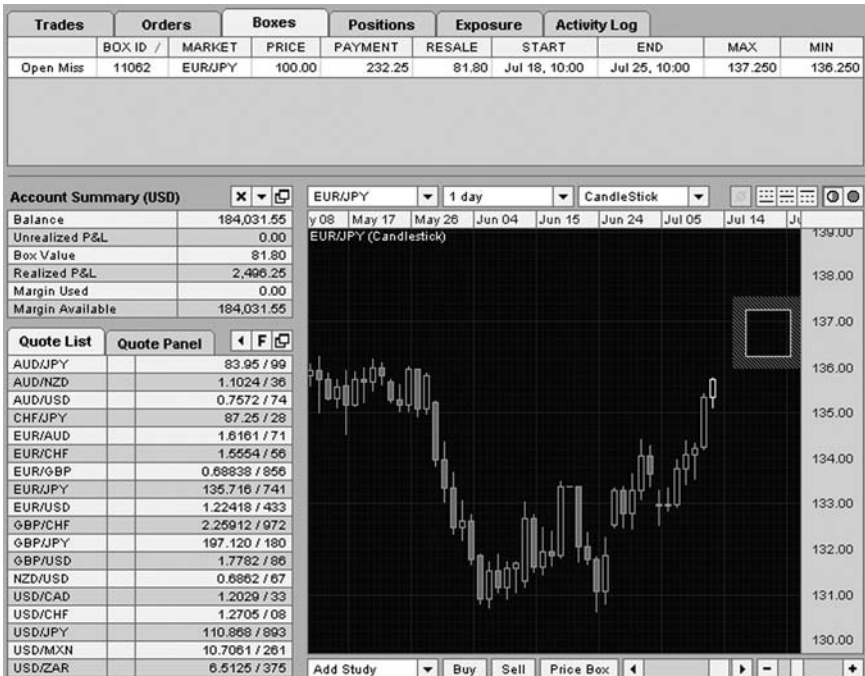 Trades Orders Boxes Positions Exposure Activity Log
BOX ID / MARKET PRICE PAYMENT RESALE START END MAX MIN
Open Miss 11062 EUR/JPY 100.00 232.25 81.80 Jul 18, 10:00 Jul 25, 10:00 137.250 136.250
Account Summary (USD)
Balance 184,031.55
Unrealized P&L 0.00
Box Value 81.80
Realized P&L 2,496.25
Margin Used 0.00
Margin Available 184,031.55
Quote List Quote Panel F
AUD/JPY 83.95 / 99
AUD/NZD 1.1024 / 36
AUD/USD 0.7572 / 74
CHF/JPY 87.25 / 28
EUR/AUD 1.6161 / 71
EUR/CHF 1.5554 / 56
EUR/GBP 0.68838 / 856
EUR/JPY 135.716 / 741
EUR/USD 1.22418 / 433
GBP/CHF 2.25912 / 972
GBP/JPY 197.120 / 180
GBP/USD 1.7782 / 86
NZD/USD 0.6862 / 67
USD/CAD 1.2029 / 33
USD/CHF 1.2705 / 08
USD/JPY 110.868 / 893
USD/MXN 10.7061 / 261
USD/ZAR 6.5125 / 375
EUR/JPY 1 day CandleStick
y 08 May 17 May 26 Jun 04 Jun 15 Jun 24 Jul 05 Jul 14
EUR/JPY (Candlestick)
139.00
138.00
137.00
136.00
135.00
134.00
133.00
132.00
131.00
130.00
Add Study Buy Sell Price Box